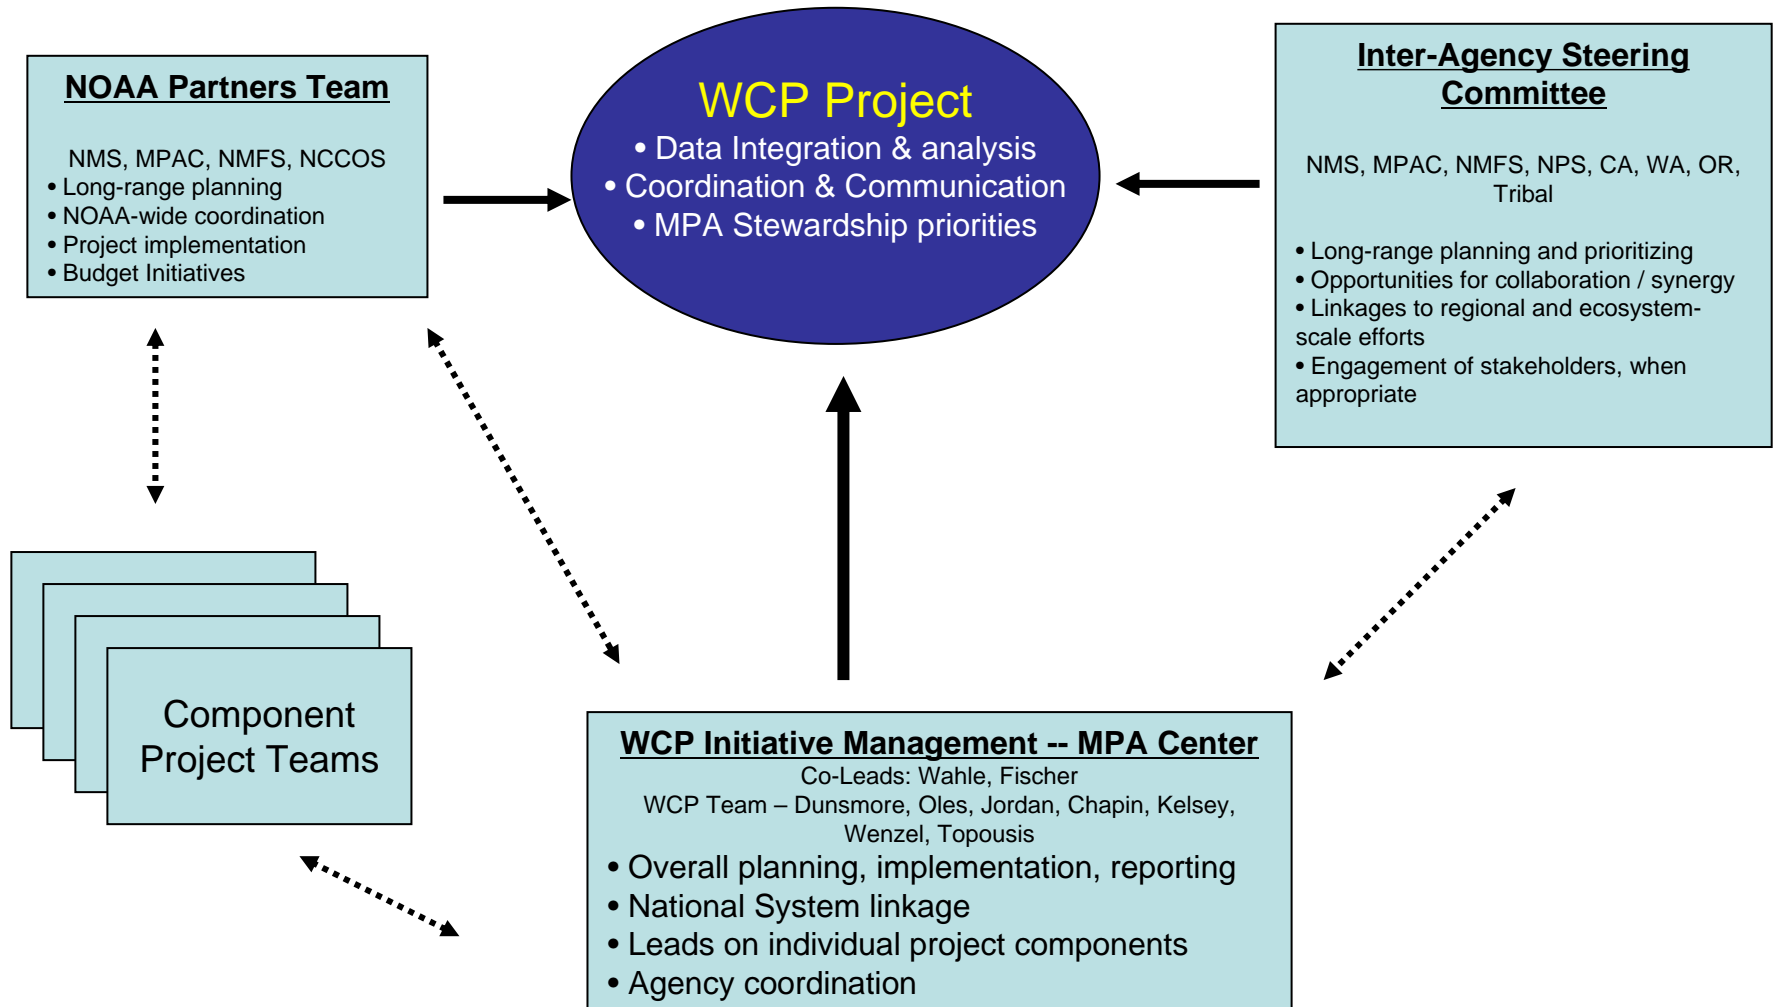 NOAA Partners Team
NMS, MPAC, NMFS, NCCOS
• Long-range planning
• NOAA-wide coordination
• Project implementation
• Budget Initiatives
WCP Project
• Data Integration & analysis
• Coordination & Communication
• MPA Stewardship priorities
Inter-Agency Steering
Committee
NMS, MPAC, NMFS, NPS, CA, WA, OR,
Tribal
• Long-range planning and prioritizing
• Opportunities for collaboration / synergy
• Linkages to regional and ecosystem-
scale efforts
• Engagement of stakeholders, when
appropriate
Component
Project Teams
WCP Initiative Management -- MPA Center
Co-Leads: Wahle, Fischer
WCP Team – Dunsmore, Oles, Jordan, Chapin, Kelsey,
Wenzel, Topousis
• Overall planning, implementation, reporting
• National System linkage
• Leads on individual project components
• Agency coordination